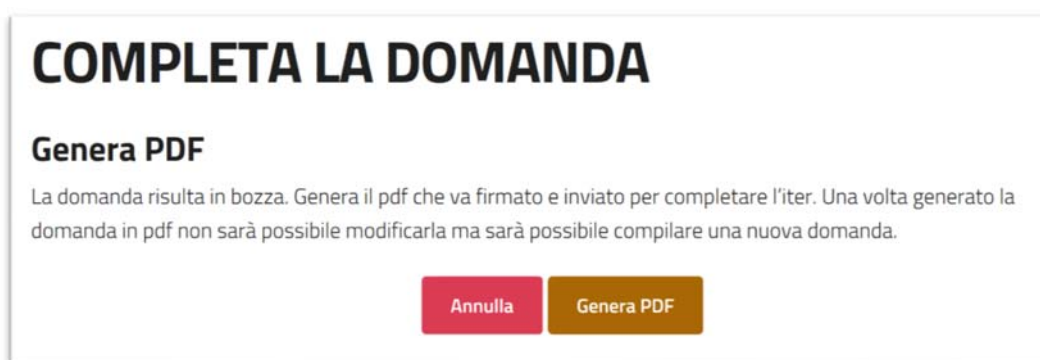 COMPLETA LA DOMANDA
Genera PDF
La domanda risulta in bozza. Genera il pdf che va firmato e inviato per completare l’iter. Una volta generato la
domanda in pdf non sarà possibile modificarla ma sarà possibile compilare una nuova domanda.
Annulla Genera PDF